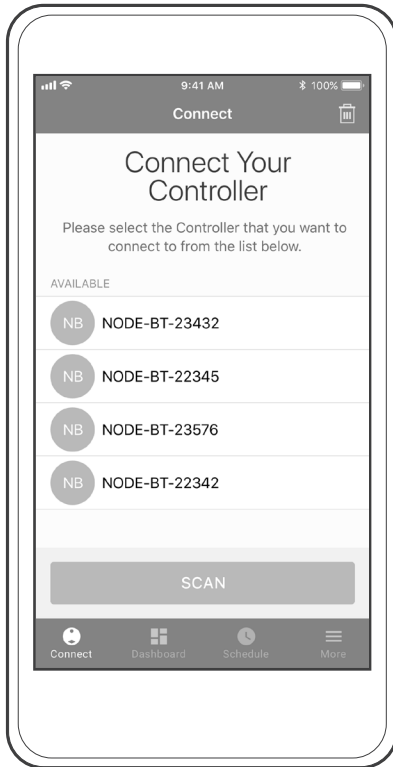 9:41 AM 100%
Connect
Connect Your
Controller
Please select the Controller that you want to
connect to from the list below.
AVAILABLE
NB NODE-BT-23432
NB NODE-BT-22345
NB NODE-BT-23576
NB NODE-BT-22342
SCAN
Connect Dashboard Schedule More